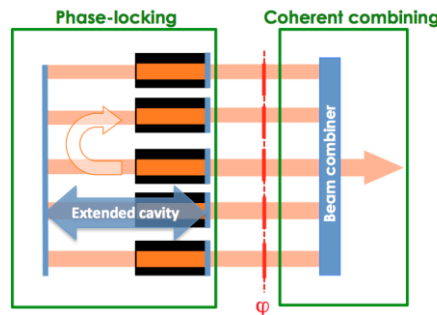 Phase-locking
Coherent combining
Extended cavity
Beam combiner
φ